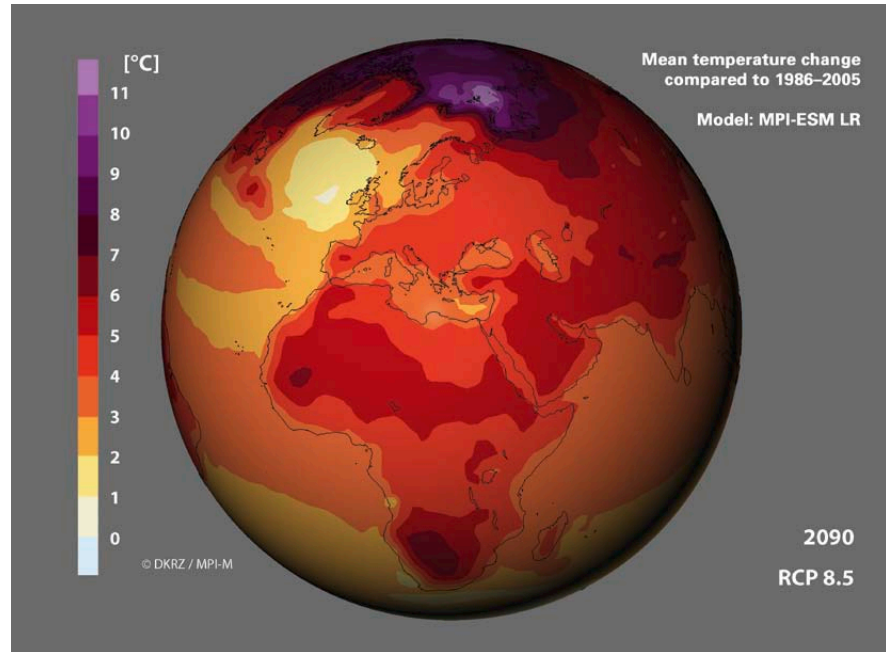 [°C]
11
10
9
8
7
6
5
4
3
2
1
0
Mean temperature change
compared to 1986–2005
Model: MPI-ESM LR
2090
RCP 8.5
© DKRZ / MPI-M